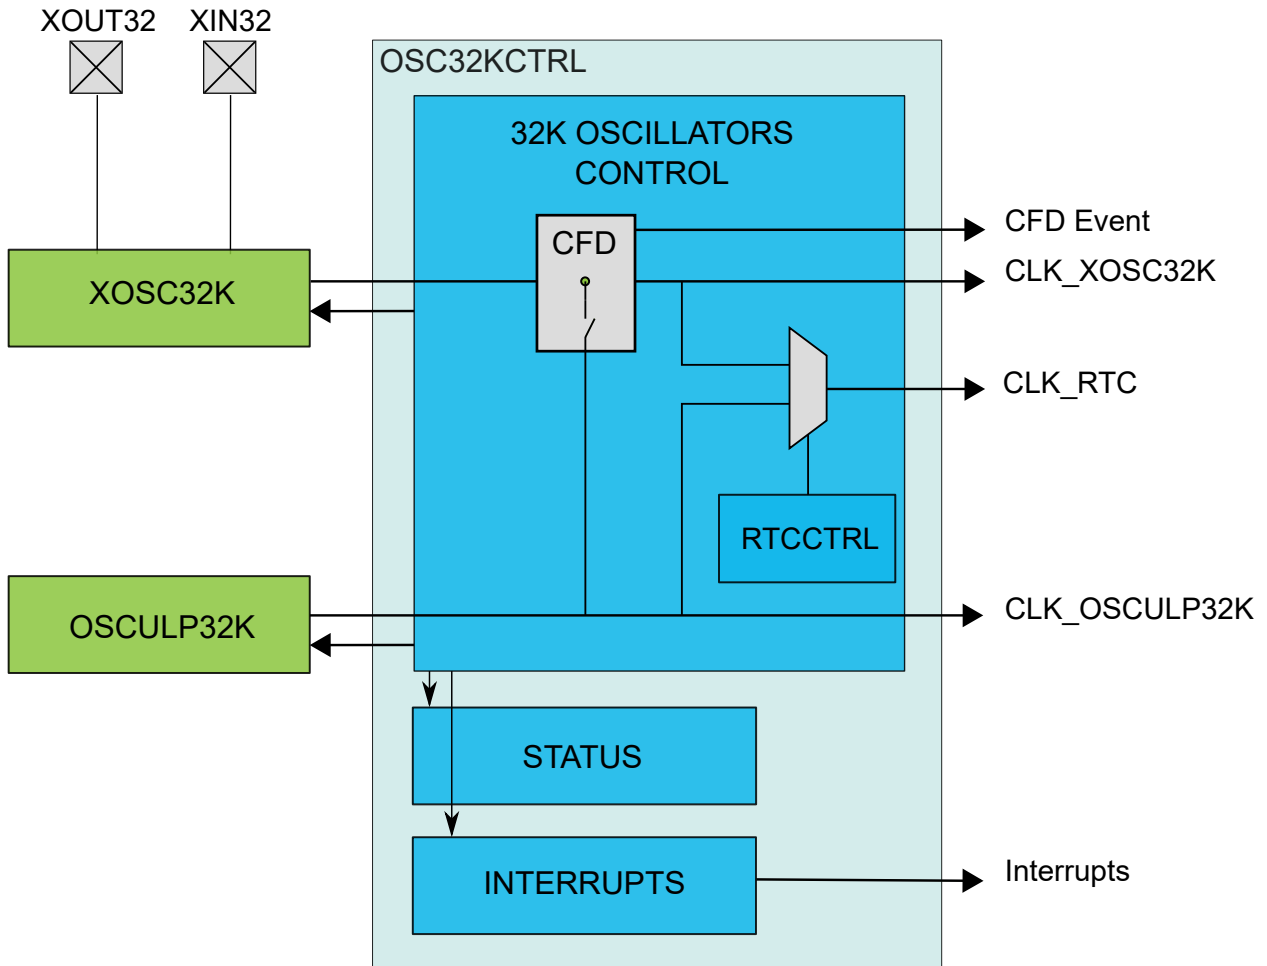 XOUT32
XIN32
OSC32KCTRL
32K OSCILLATORS
CONTROL
CFD
CFD Event
CLK_XOSC32K
XOSC32K
CLK_RTC
RTCCTRL
CLK_OSCULP32K
OSCULP32K
STATUS
INTERRUPTS
Interrupts